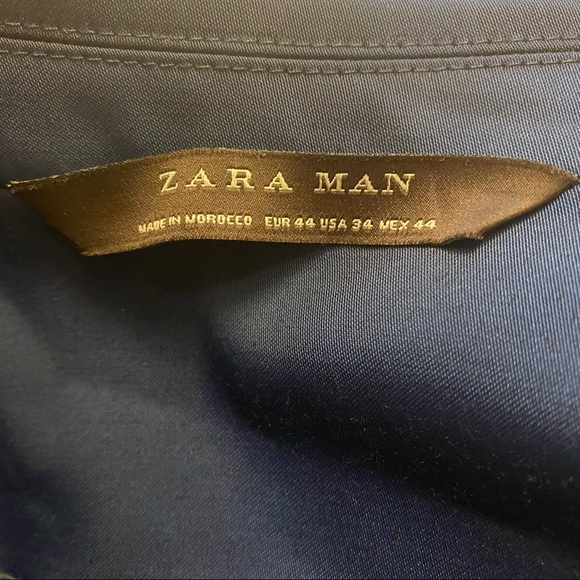 ZARA MAN
MADE IN MOROCCO EUR 44 USA 34 MEX 44